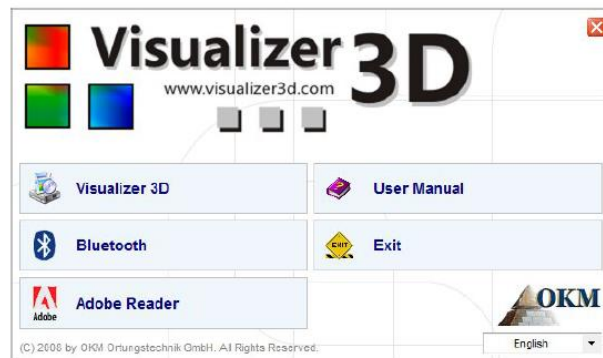 Visualizer 3D
www.visualizer3d.com
Visualizer 3D
User Manual
Bluetooth
EXIT
Exit
Adobe
Adobe Reader
OKM
(C) 2008 by OKM Ortungstechnik GmbH. All Rights Reserved.
English